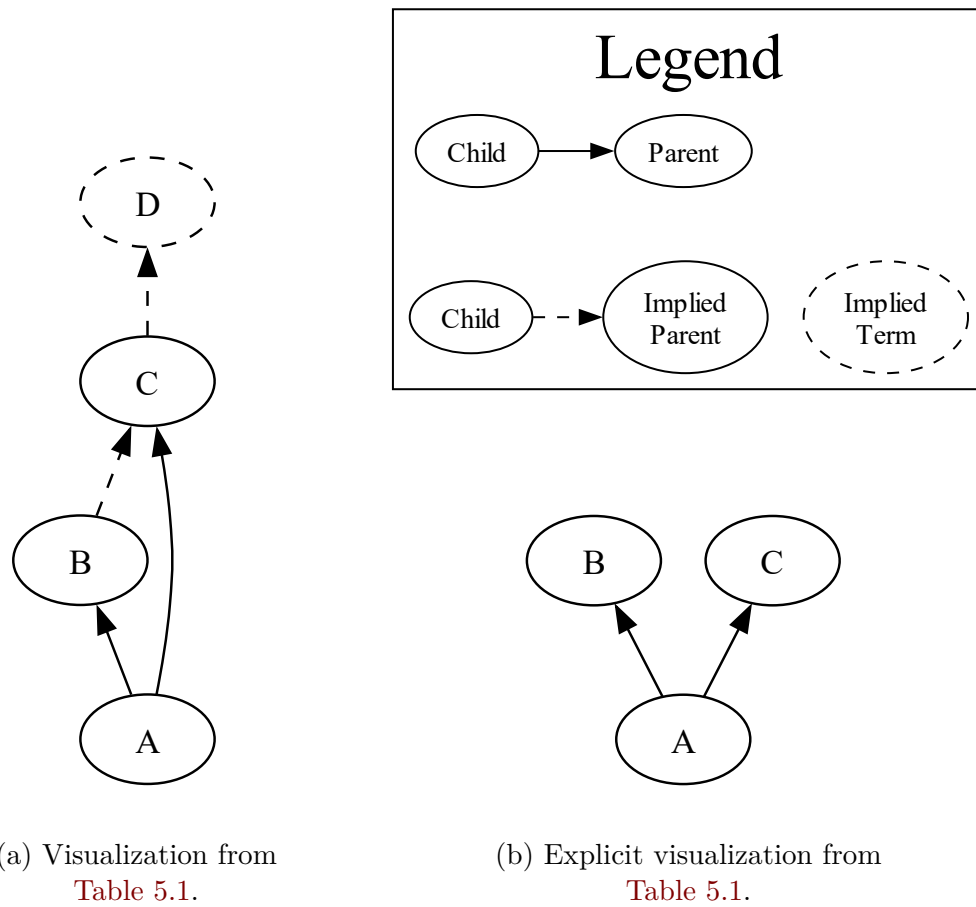 Legend
Child
Parent
Child
Implied
Parent
Implied
Term
D
C
B
A
B
C
A
(a) Visualization from
Table 5.1.
(b) Explicit visualization from
Table 5.1.